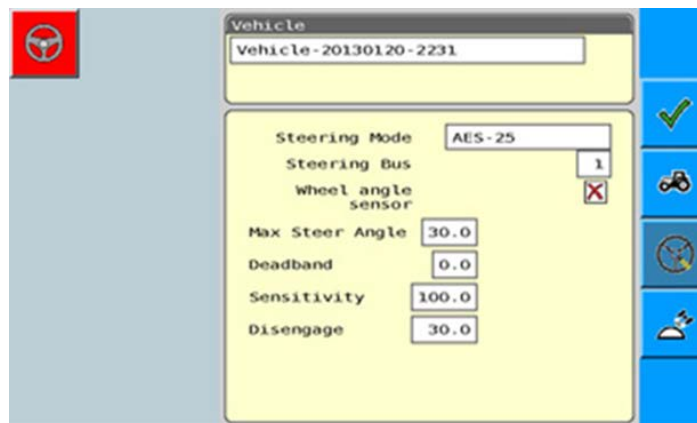 Vehicle
Vehicle-20130120-2231
Steering Mode AES-25
Steering Bus 1
Wheel angle
sensor
Max Steer Angle 30.0
Deadband 0.0
Sensitivity 100.0
Disengage 30.0